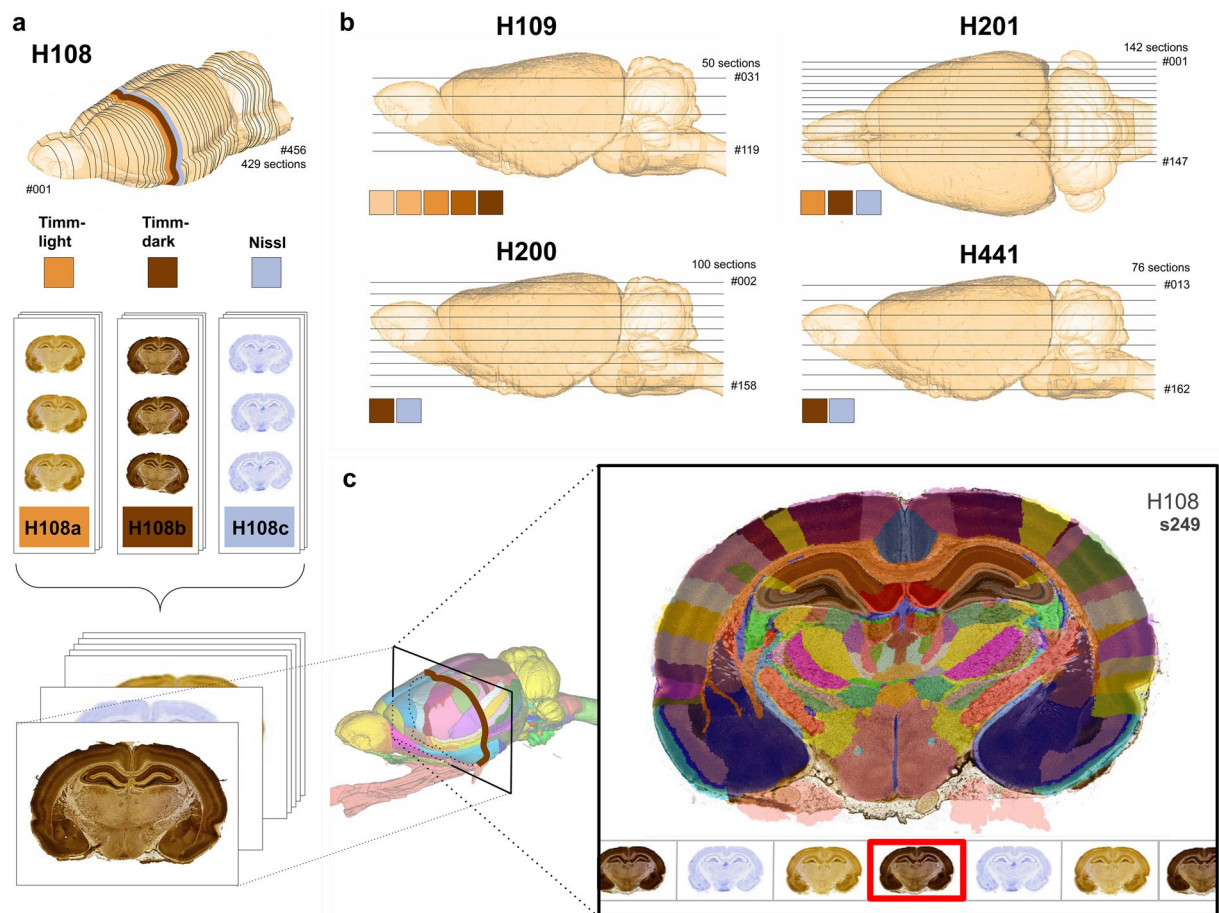 a
H108
#456
429 sections
#001
Timm-
light
Timm-
dark
Nissl
H108a
H108b
H108c
b
H109
50 sections
#031
#119
H201
142 sections
#001
#147
H200
100 sections
#002
#158
H441
76 sections
#013
#162
c
H108
s249